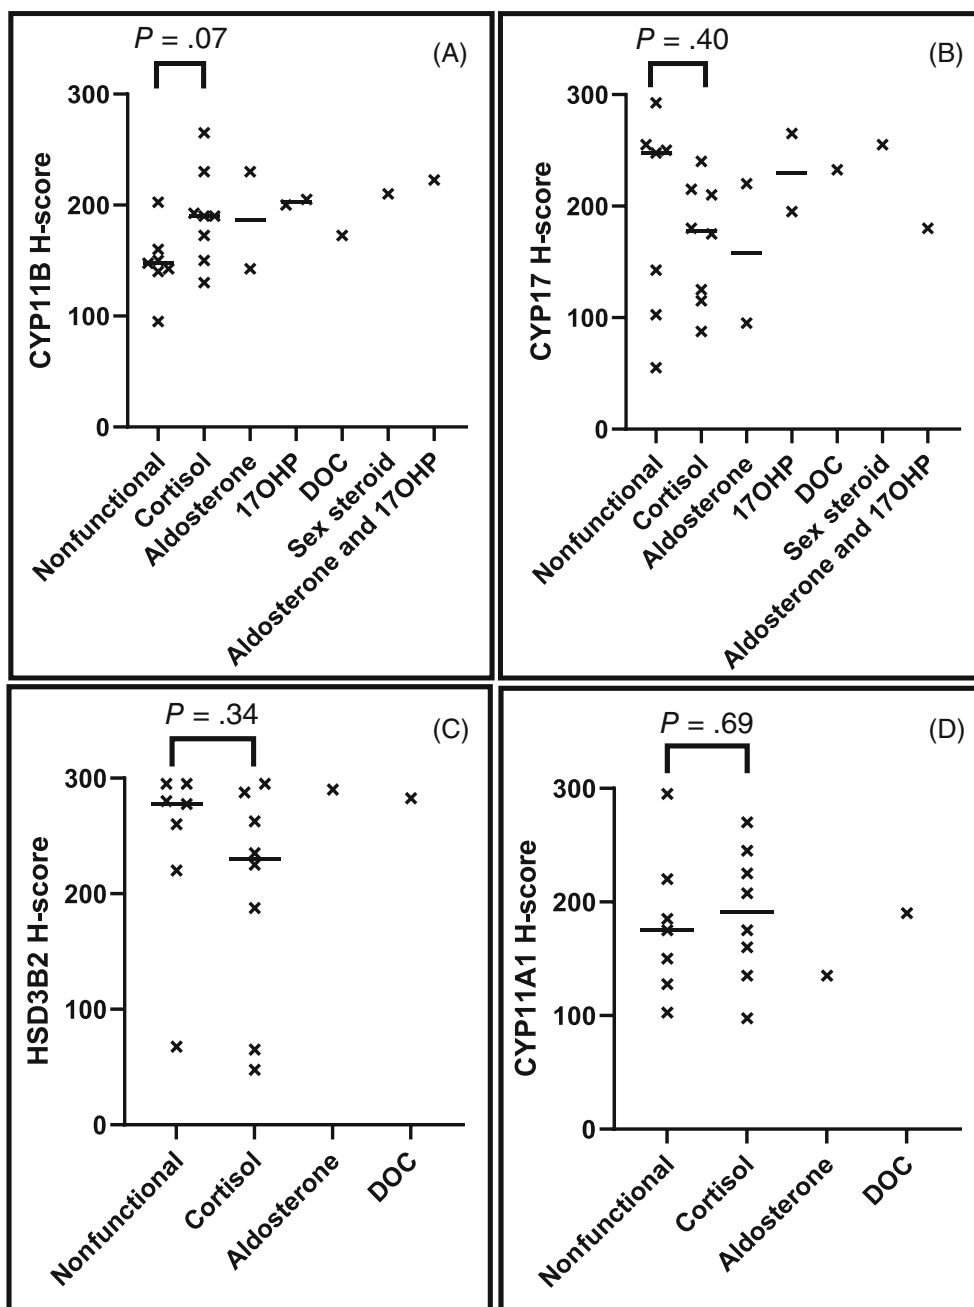 P = .07
(A)
CYP11B H-score
300
200
100
0
Nonfunctional
Cortisol
Aldosterone
17OHP
DOC
Sex steroid
Aldosterone and 17OHP
P = .40
(B)
CYP17 H-score
300
200
100
0
Nonfunctional
Cortisol
Aldosterone
17OHP
DOC
Sex steroid
Aldosterone and 17OHP
P = .34
(C)
HSD3B2 H-score
300
200
100
0
Nonfunctional
Cortisol
Aldosterone
DOC
P = .69
(D)
CYP11A1 H-score
300
200
100
0
Nonfunctional
Cortisol
Aldosterone
DOC